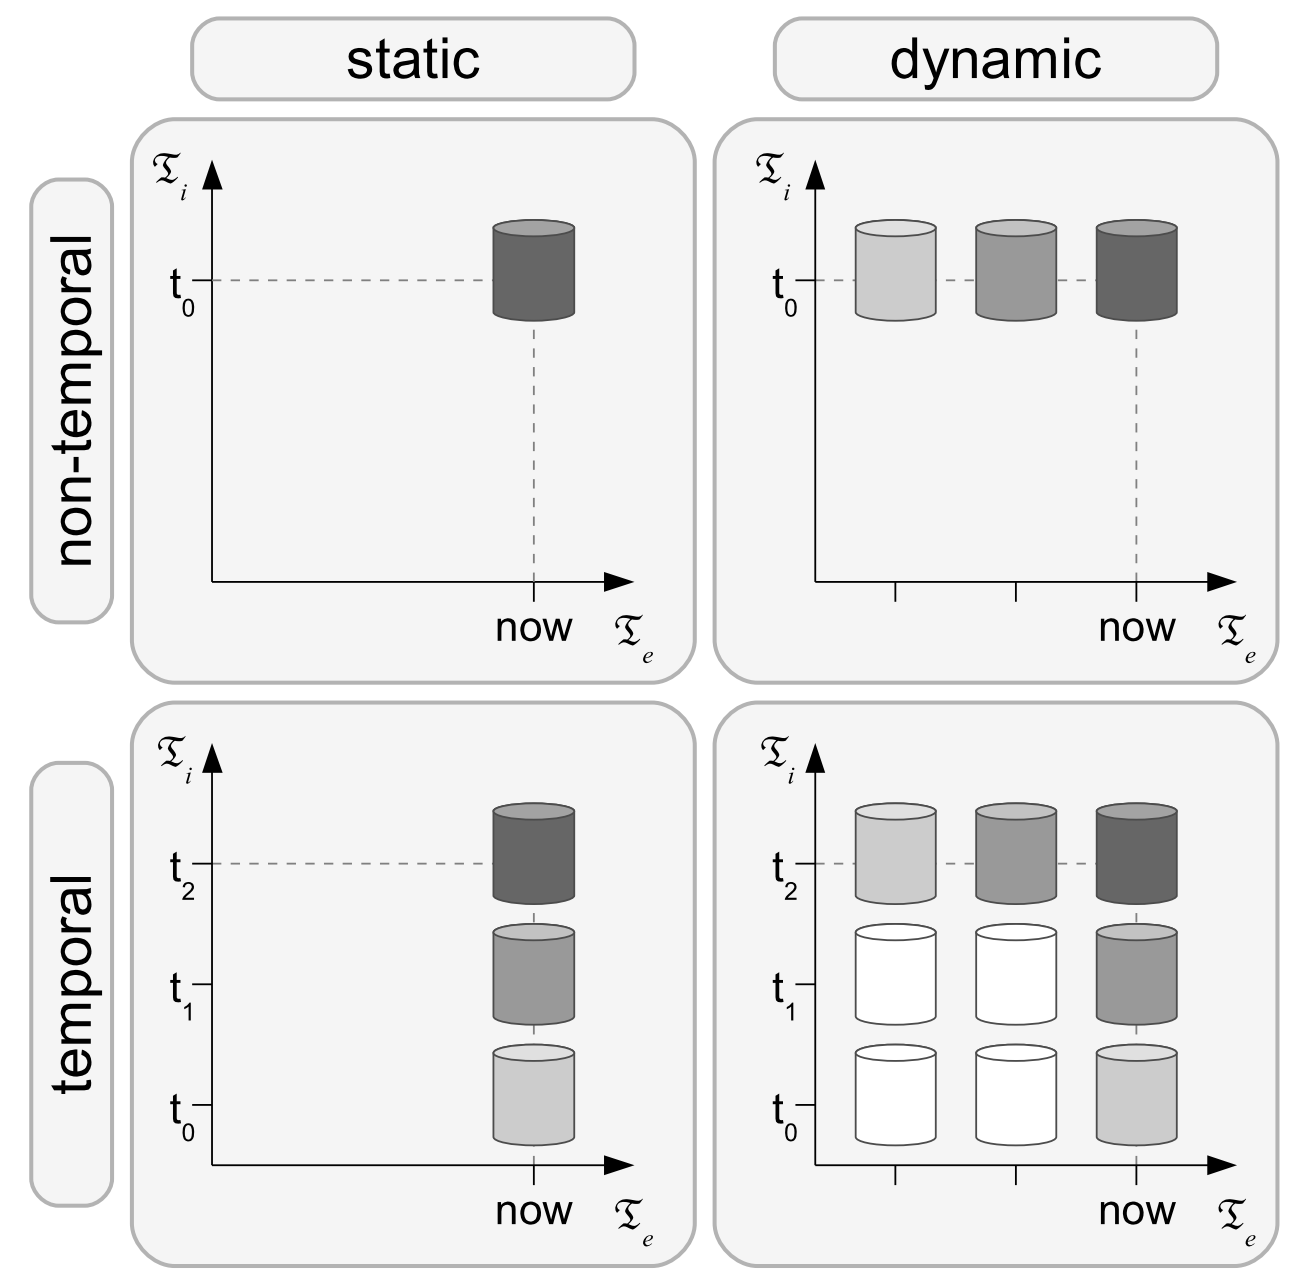 static
dynamic
non-temporal
𝔗i
t0
now
𝔗e
𝔗i
t0
now
𝔗e
temporal
𝔗i
t2
t1
t0
now
𝔗e
𝔗i
t2
t1
t0
now
𝔗e